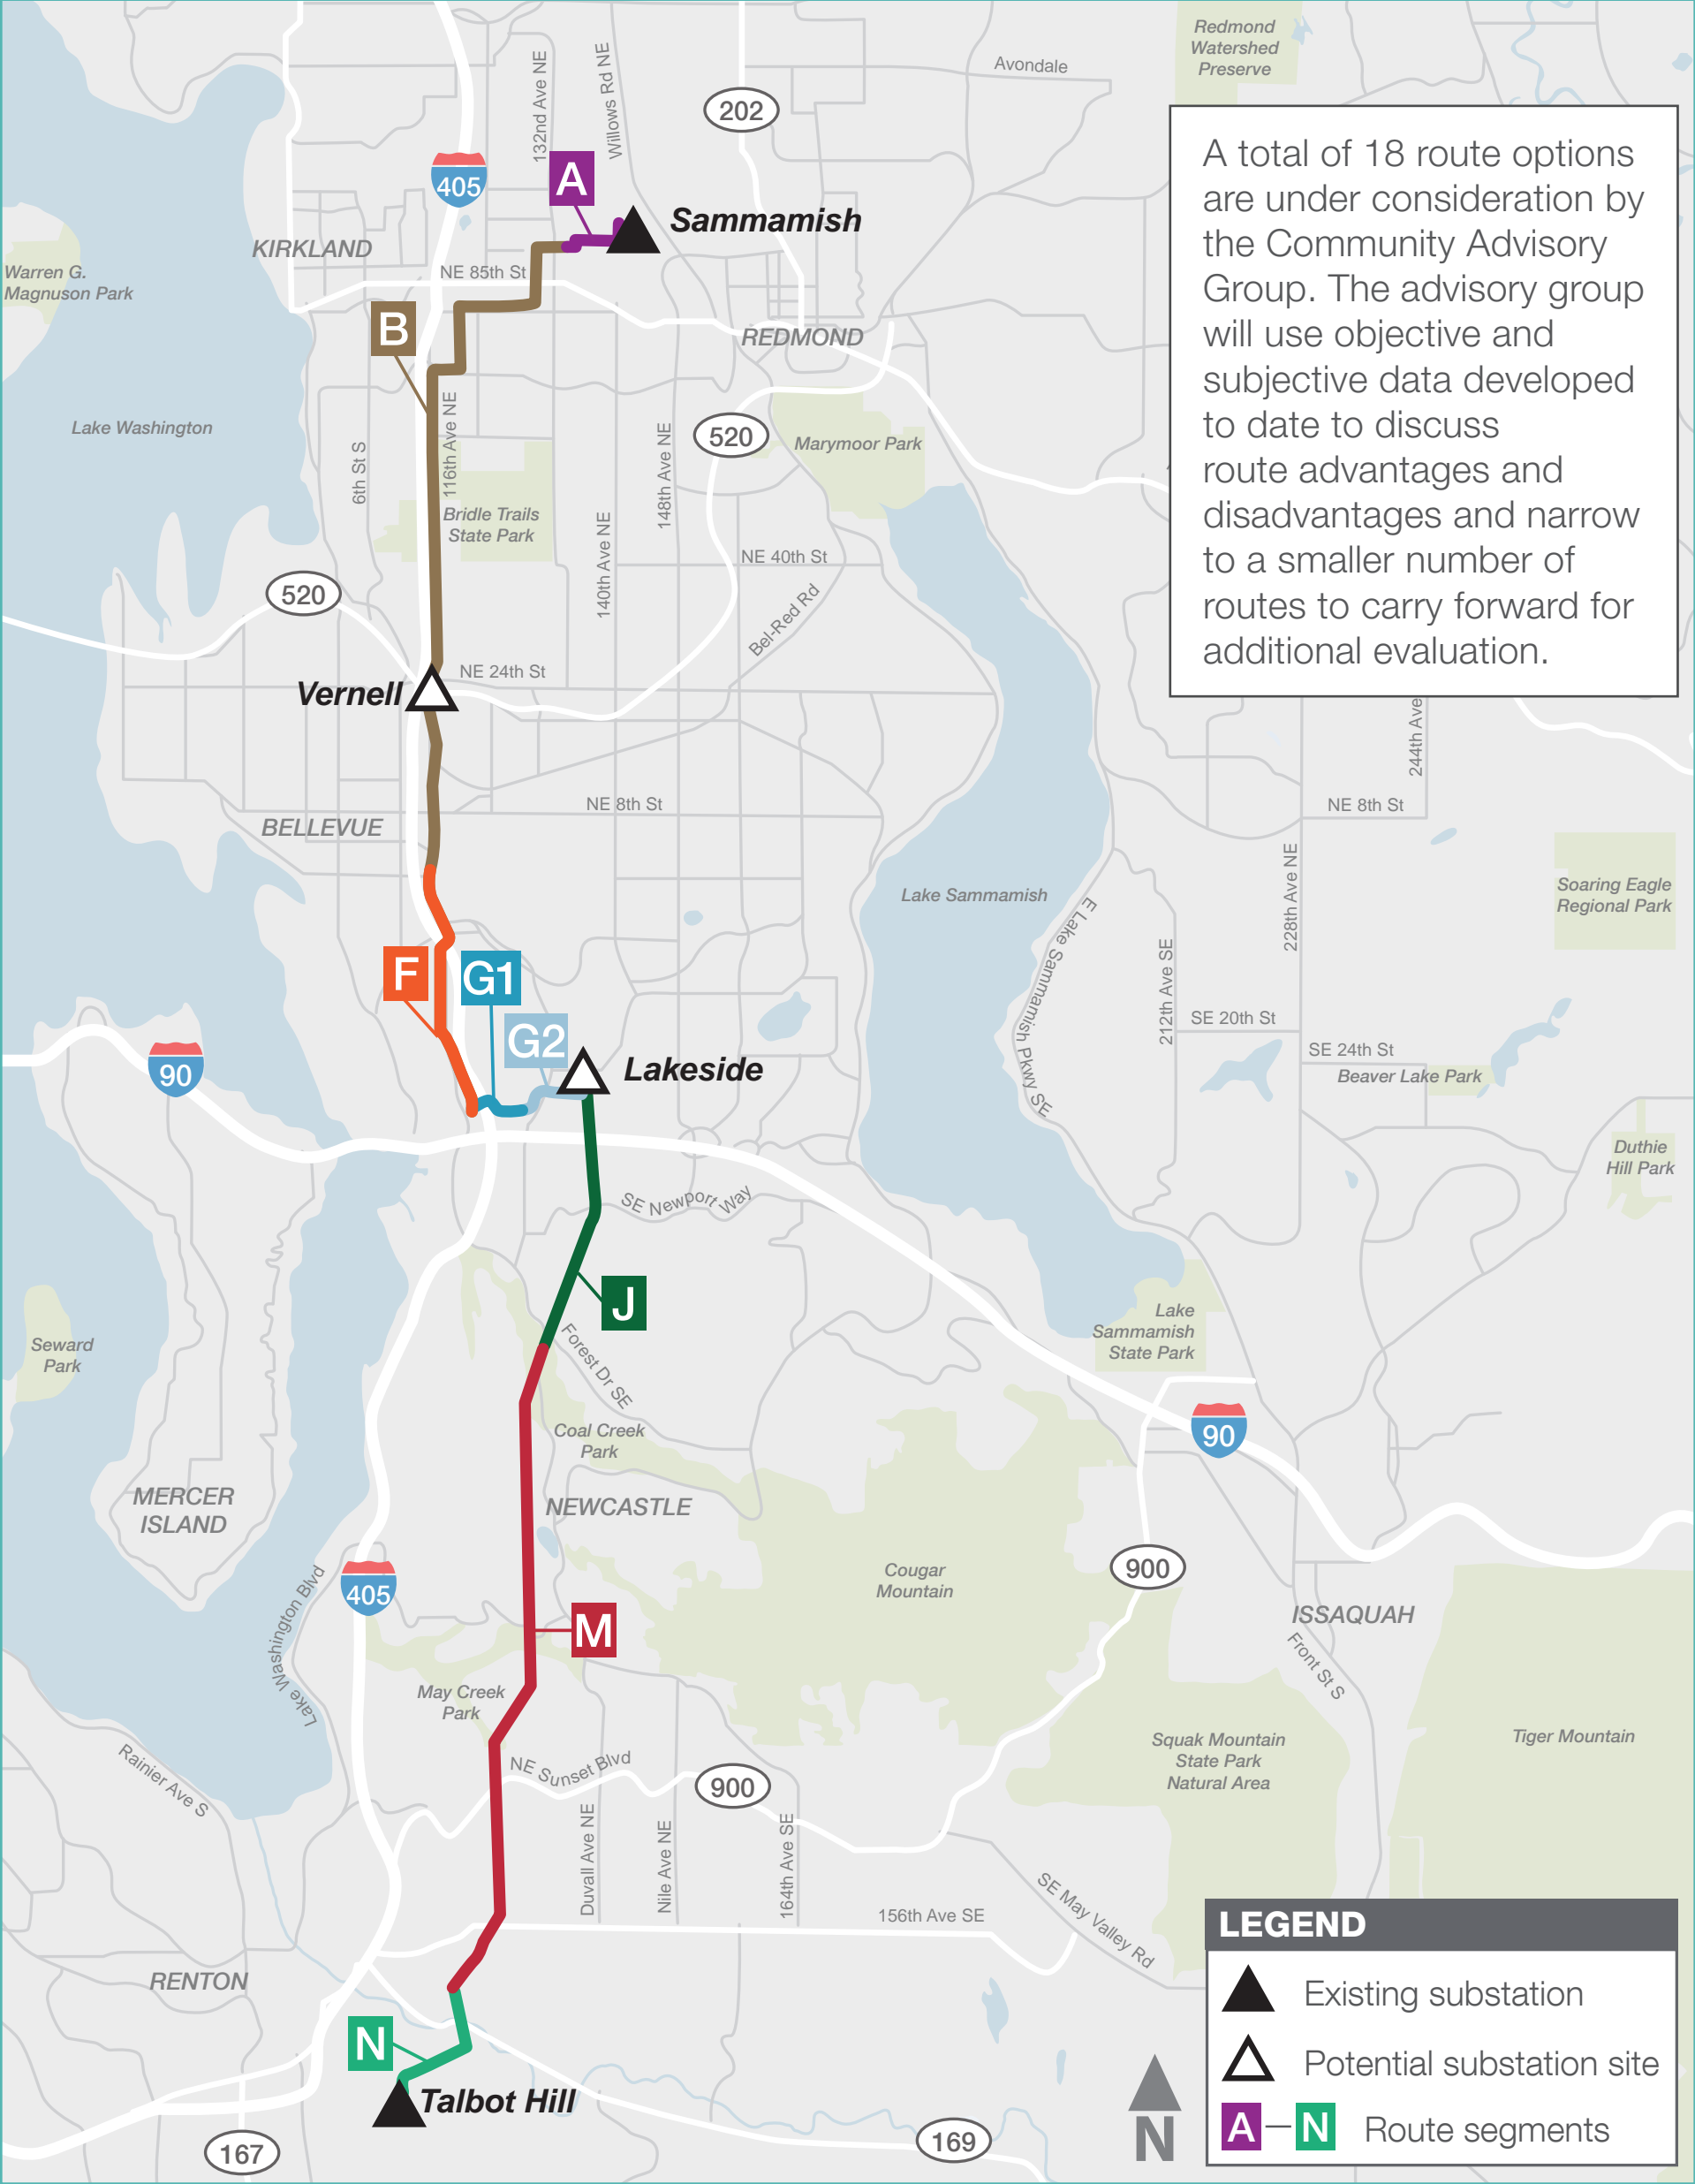 Redmond
Watershed
Preserve
Avondale
132nd Ave NE
Willows Rd NE
202
405
A
Sammamish
KIRKLAND
NE 85th St
Warren G.
Magnuson Park
B
REDMOND
A total of 18 route options
are under consideration by
the Community Advisory
Group. The advisory group
will use objective and
subjective data developed
to date to discuss
route advantages and
disadvantages and narrow
to a smaller number of
routes to carry forward for
additional evaluation.
Lake Washington
6th St S
116th Ave NE
148th Ave NE
520
Marymoor Park
Bridle Trails
State Park
140th Ave NE
NE 40th St
520
Bel-Red Rd
NE 24th St
Vernell
244th Ave
NE 8th St
NE 8th St
BELLEVUE
228th Ave NE
Lake Sammamish
Soaring Eagle
Regional Park
E Lake Sammamish Pkwy SE
212th Ave SE
F
G1
G2
SE 20th St
SE 24th St
Beaver Lake Park
90
Lakeside
Duthie
Hill Park
SE Newport Way
J
Lake
Sammamish
State Park
Seward
Park
Forest Dr SE
Coal Creek
Park
90
MERCER
ISLAND
NEWCASTLE
Cougar
Mountain
900
405
Lake Washington Blvd
ISSAQUAH
Front St S
M
May Creek
Park
Squak Mountain
State Park
Natural Area
Tiger Mountain
Rainier Ave S
NE Sunset Blvd
900
Duvall Ave NE
Nile Ave NE
164th Ave SE
156th Ave SE
SE May Valley Rd
RENTON
N
Talbot Hill
167
169
N
LEGEND
Existing substation
Potential substation site
A – N Route segments